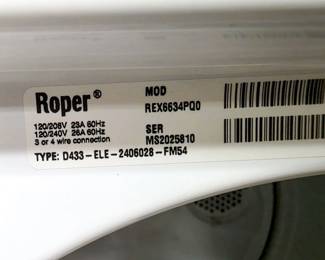 Roper®
120/208V 23A 60Hz
120/240V 26A 60Hz
3 or 4 wire connection
MOD
REX6634PQ0
SER
MS2025810
TYPE: D433-ELE-2406028-FM54